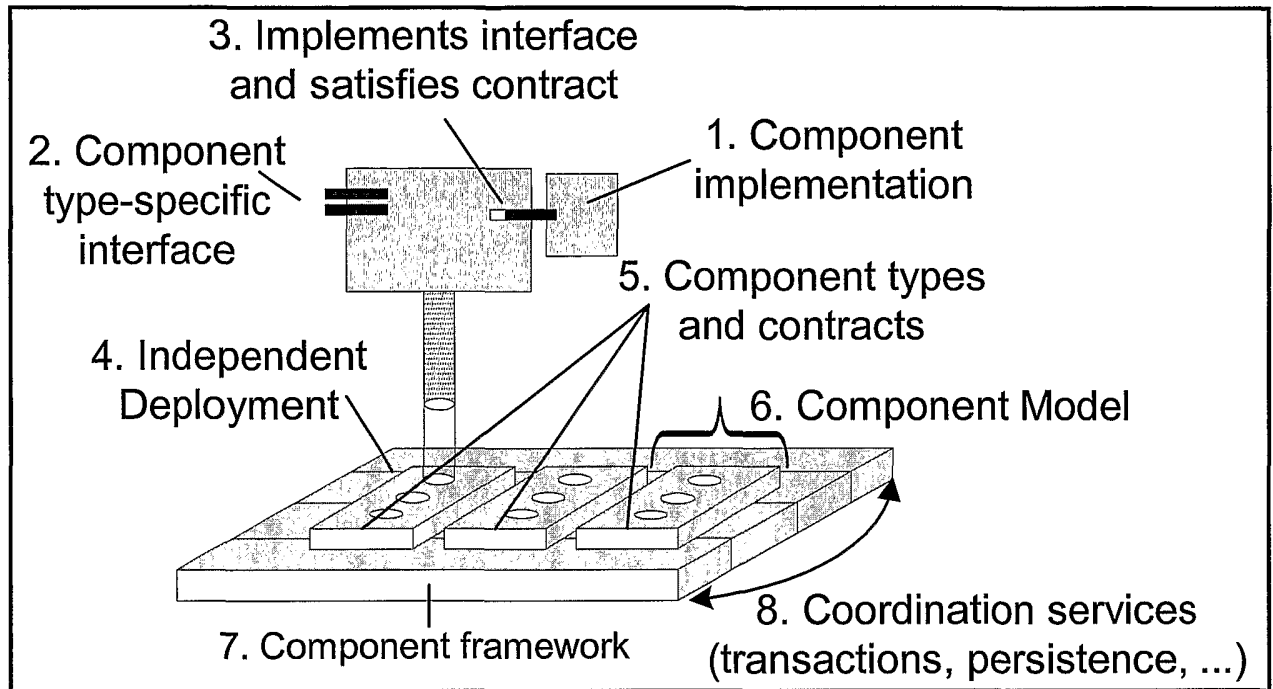 3. Implements interface
and satisfies contract
2. Component
type-specific
interface
1. Component
implementation
5. Component types
and contracts
4. Independent
Deployment
6. Component Model
7. Component framework
8. Coordination services
(transactions, persistence, ...)